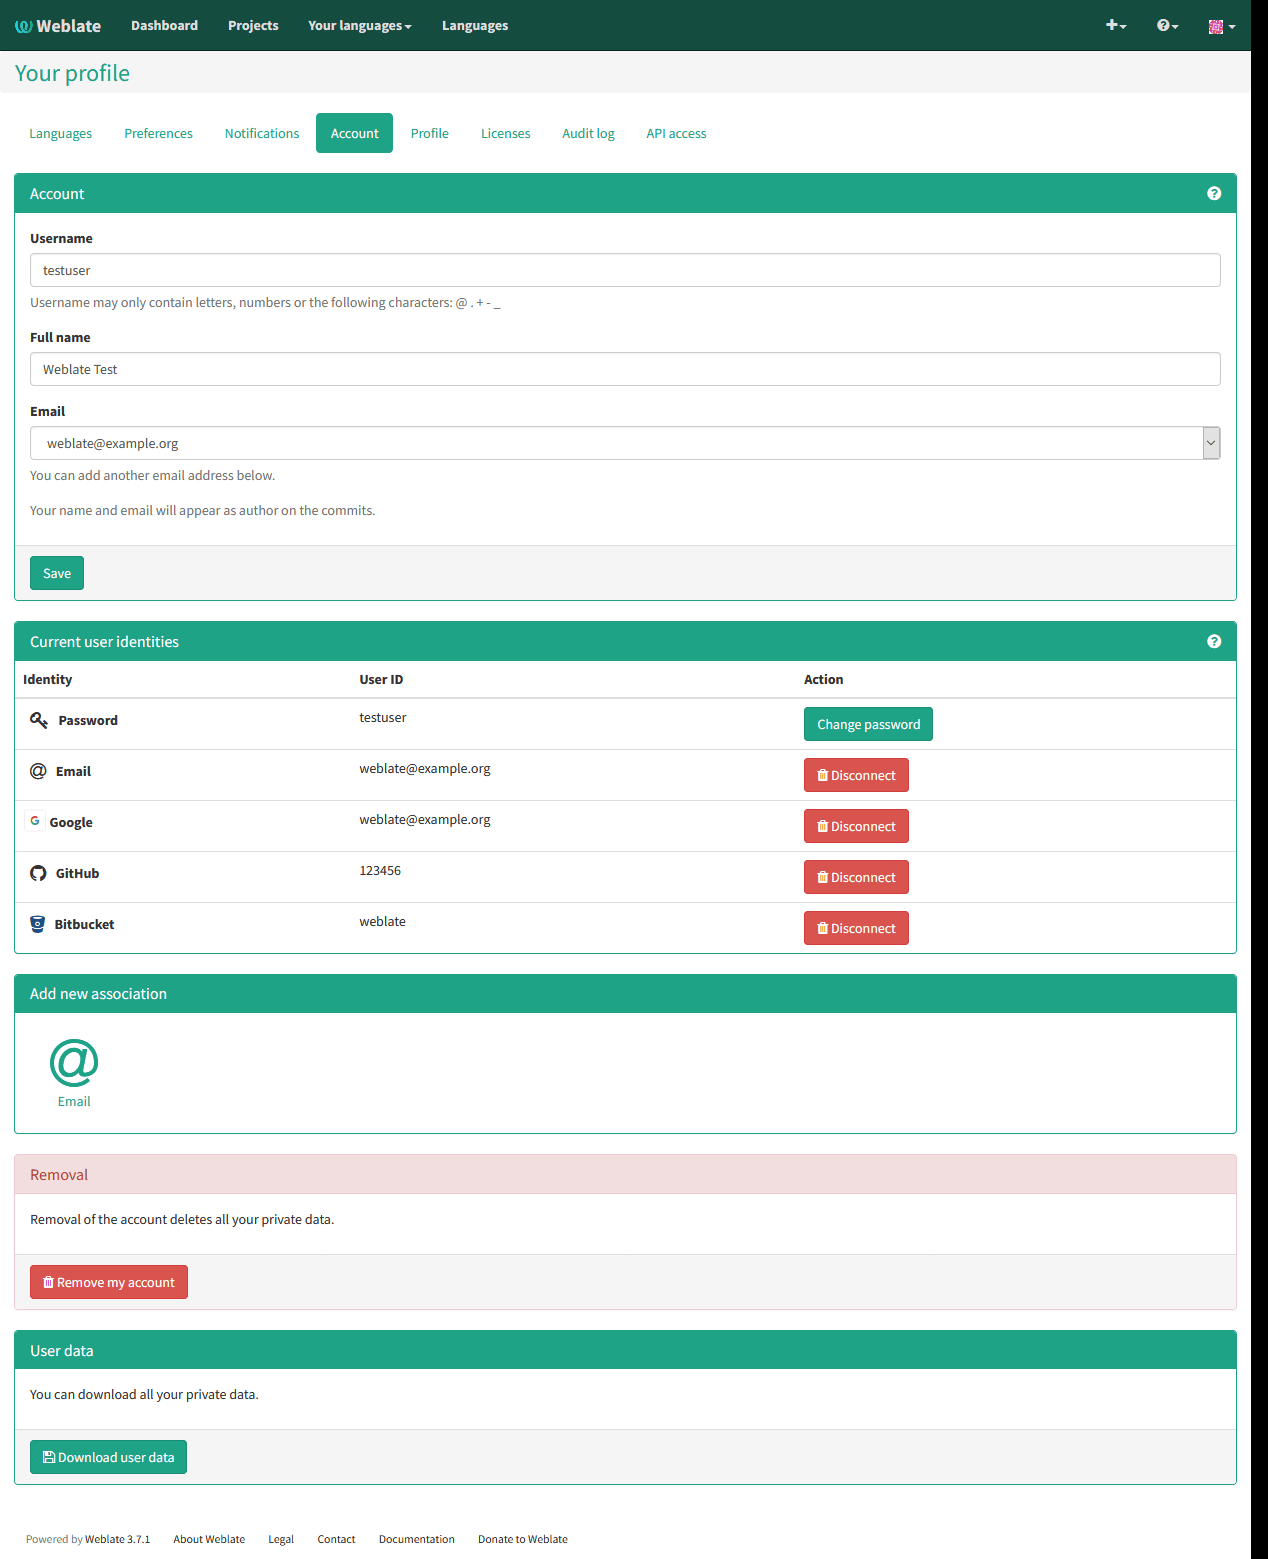 Weblate Dashboard Projects Your languages Languages
Your profile
Languages Preferences Notifications Account Profile Licenses Audit log API access
Account
Username
testuser
Username may only contain letters, numbers or the following characters: @ . + - _
Full name
Weblate Test
Email
weblate@example.org
You can add another email address below.
Your name and email will appear as author on the commits.
Save
Current user identities
Identity User ID Action
Password testuser Change password
Email weblate@example.org Disconnect
Google weblate@example.org Disconnect
GitHub 123456 Disconnect
Bitbucket weblate Disconnect
Add new association
@
Email
Removal
Removal of the account deletes all your private data.
Remove my account
User data
You can download all your private data.
Download user data
Powered by Weblate 3.7.1 About Weblate Legal Contact Documentation Donate to Weblate